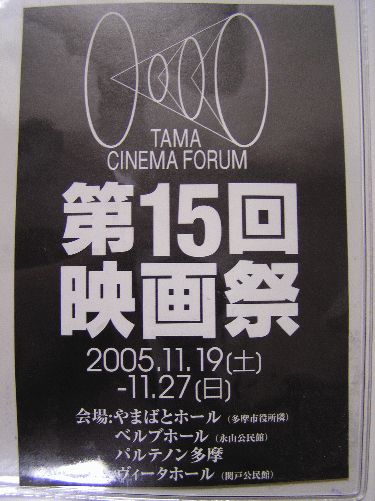 TAMA
CINEMA FORUM
第15回
映画祭
2005.11.19(土)
-11.27(日)
会場:やまばとホール(多摩市役所隣)
ベルブホール(永山公民館)
パルテノン多摩
ヴィータホール(関戸公民館)